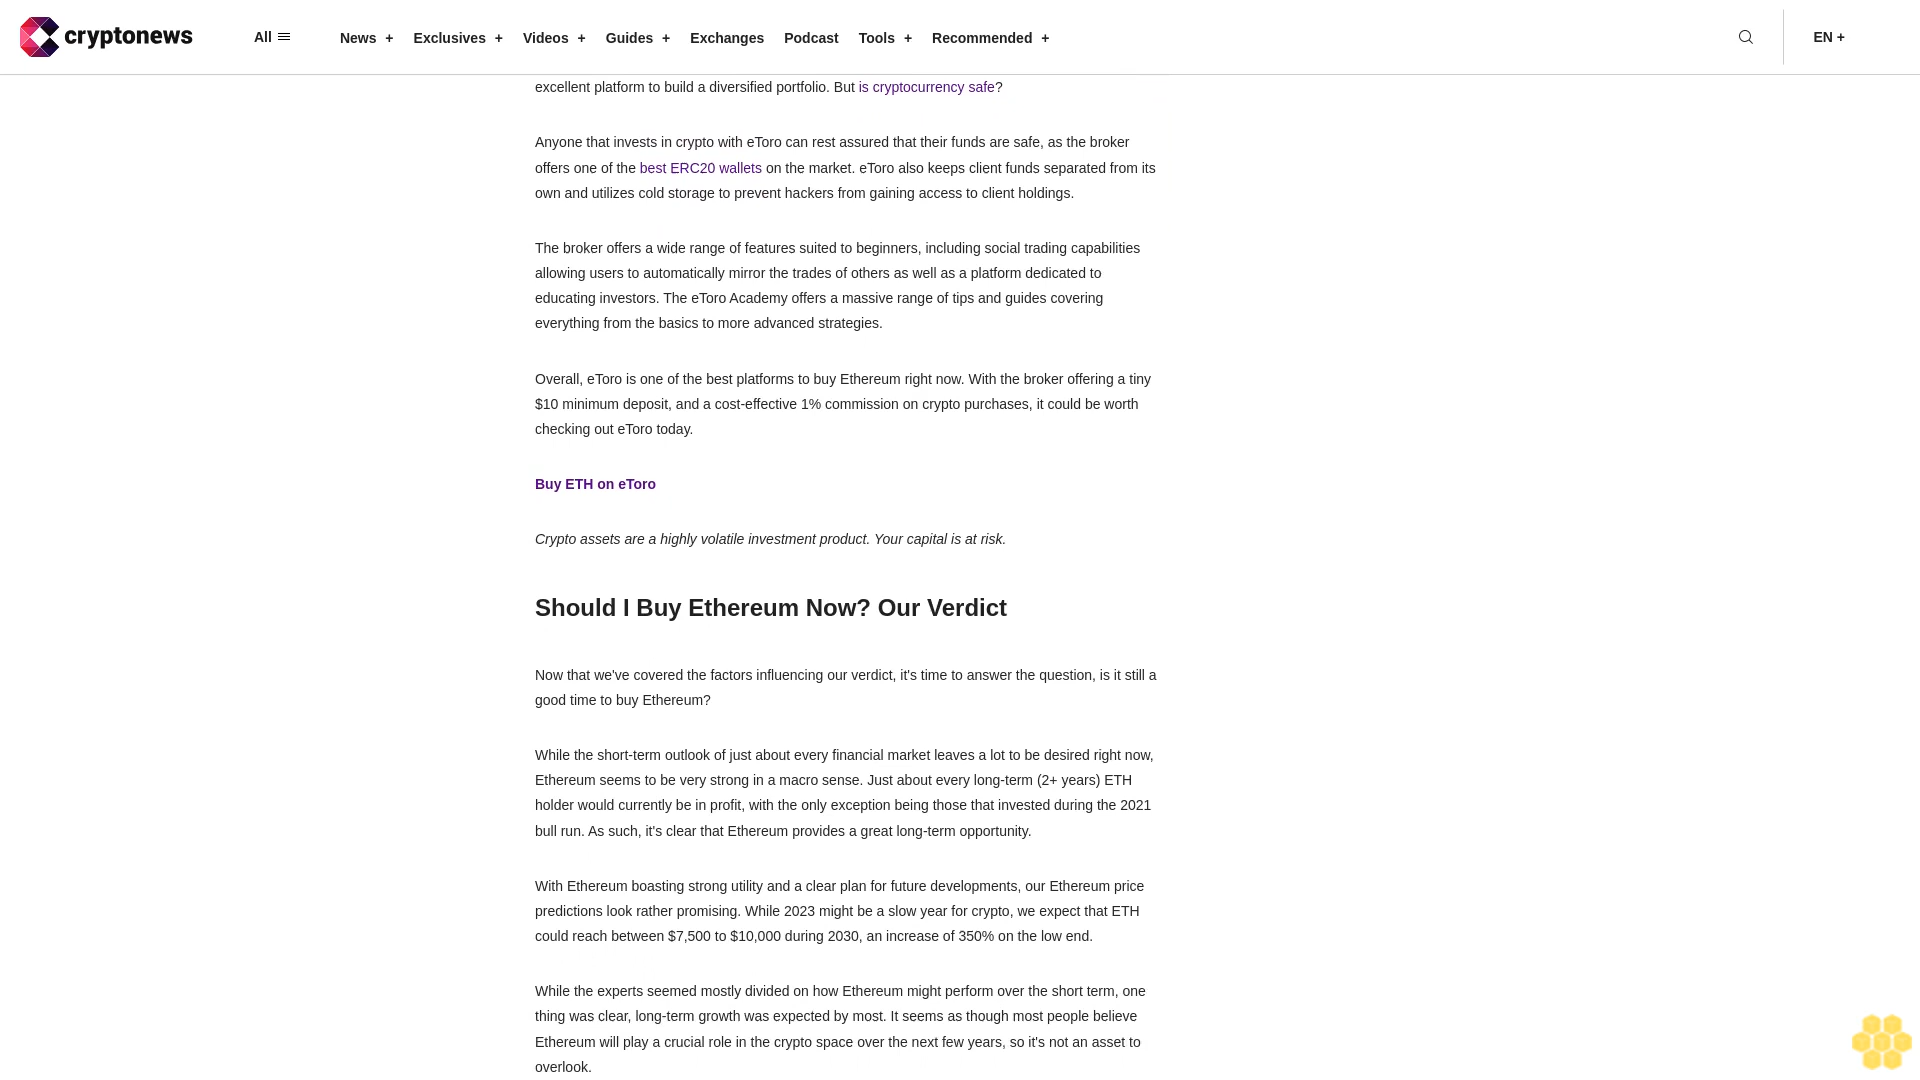 cryptonews
All
News +
Exclusives +
Videos +
Guides +
Exchanges
Podcast
Tools +
Recommended +
EN +
excellent platform to build a diversified portfolio. But is cryptocurrency safe?
Anyone that invests in crypto with eToro can rest assured that their funds are safe, as the broker
offers one of the best ERC20 wallets on the market. eToro also keeps client funds separated from its
own and utilizes cold storage to prevent hackers from gaining access to client holdings.
The broker offers a wide range of features suited to beginners, including social trading capabilities
allowing users to automatically mirror the trades of others as well as a platform dedicated to
educating investors. The eToro Academy offers a massive range of tips and guides covering
everything from the basics to more advanced strategies.
Overall, eToro is one of the best platforms to buy Ethereum right now. With the broker offering a tiny
$10 minimum deposit, and a cost-effective 1% commission on crypto purchases, it could be worth
checking out eToro today.
Buy ETH on eToro
Crypto assets are a highly volatile investment product. Your capital is at risk.
Should I Buy Ethereum Now? Our Verdict
Now that we've covered the factors influencing our verdict, it's time to answer the question, is it still a
good time to buy Ethereum?
While the short-term outlook of just about every financial market leaves a lot to be desired right now,
Ethereum seems to be very strong in a macro sense. Just about every long-term (2+ years) ETH
holder would currently be in profit, with the only exception being those that invested during the 2021
bull run. As such, it's clear that Ethereum provides a great long-term opportunity.
With Ethereum boasting strong utility and a clear plan for future developments, our Ethereum price
predictions look rather promising. While 2023 might be a slow year for crypto, we expect that ETH
could reach between $7,500 to $10,000 during 2030, an increase of 350% on the low end.
While the experts seemed mostly divided on how Ethereum might perform over the short term, one
thing was clear, long-term growth was expected by most. It seems as though most people believe
Ethereum will play a crucial role in the crypto space over the next few years, so it's not an asset to
overlook.